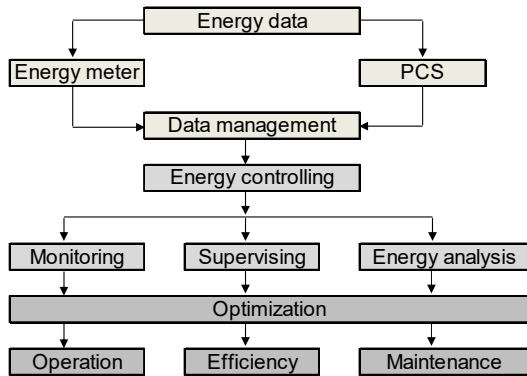 Energy data
Energy meter
PCS
Data management
Energy controlling
Monitoring
Supervising
Energy analysis
Optimization
Operation
Efficiency
Maintenance